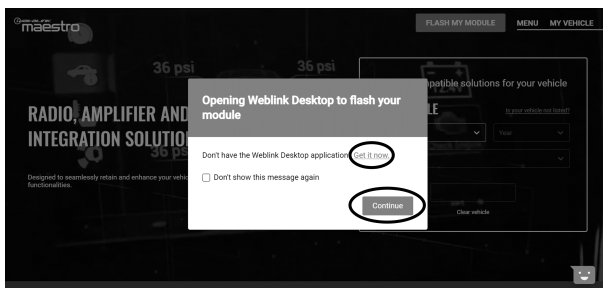 iDatalink
maestro
FLASH MY MODULE
MENU
MY VEHICLE
36 psi
36 psi
patible solutions for your vehicle
RADIO, AMPLIFIER AND
LE
Is your vehicle not listed?
INTEGRATION SOLUTIO
36 ps
Year
Designed to seamlessly retain and enhance your vehic
functionalities.
Opening Weblink Desktop to flash your
module
Don't have the Weblink Desktop application Get it now.
Don't show this message again
Continue
Clear vehicle